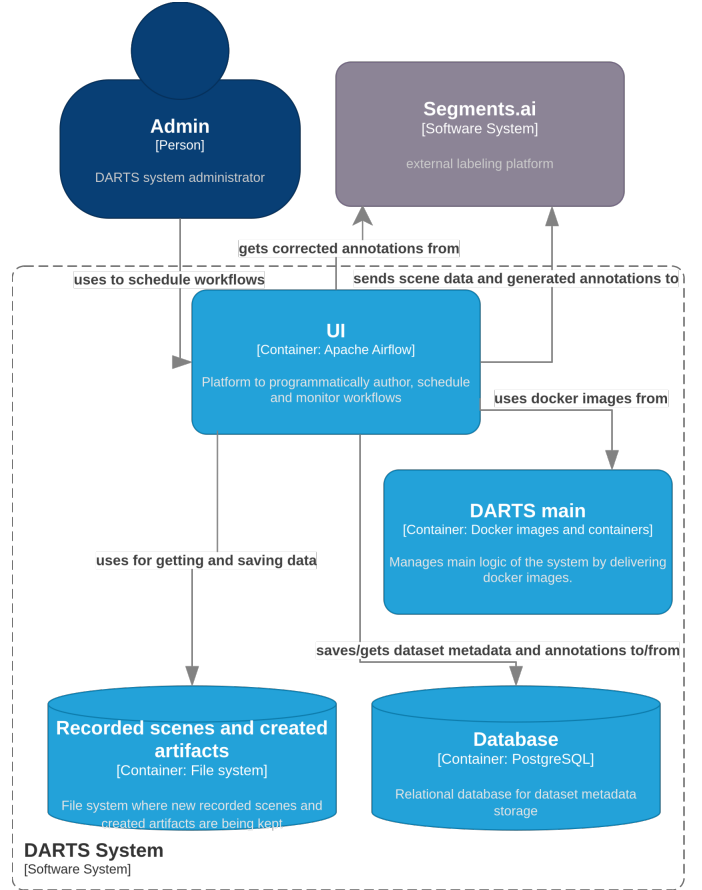 Admin
[Person]
DARTS system administrator
Segments.ai
[Software System]
external labeling platform
gets corrected annotations from
uses to schedule workflows
sends scene data and generated annotations to
UI
[Container: Apache Airflow]
Platform to programmatically author, schedule
and monitor workflows
uses docker images from
DARTS main
[Container: Docker images and containers]
Manages main logic of the system by delivering
docker images.
uses for getting and saving data
saves/gets dataset metadata and annotations to/from
Recorded scenes and created
artifacts
[Container: File system]
File system where new recorded scenes and
created artifacts are being kept
Database
[Container: PostgreSQL]
Relational database for dataset metadata
storage
DARTS System
[Software System]